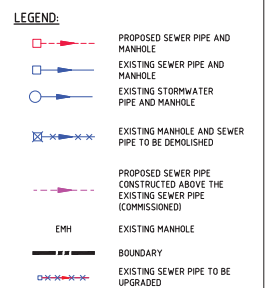 LEGEND:
PROPOSED SEWER PIPE AND
MANHOLE
EXISTING SEWER PIPE AND
MANHOLE
EXISTING STORMWATER
PIPE AND MANHOLE
EXISTING MANHOLE AND SEWER
PIPE TO BE DEMOLISHED
PROPOSED SEWER PIPE
CONSTRUCTED ABOVE THE
EXISTING SEWER PIPE
(COMMISSIONED)
EMH EXISTING MANHOLE
BOUNDARY
EXISTING SEWER PIPE TO BE
UPGRADED